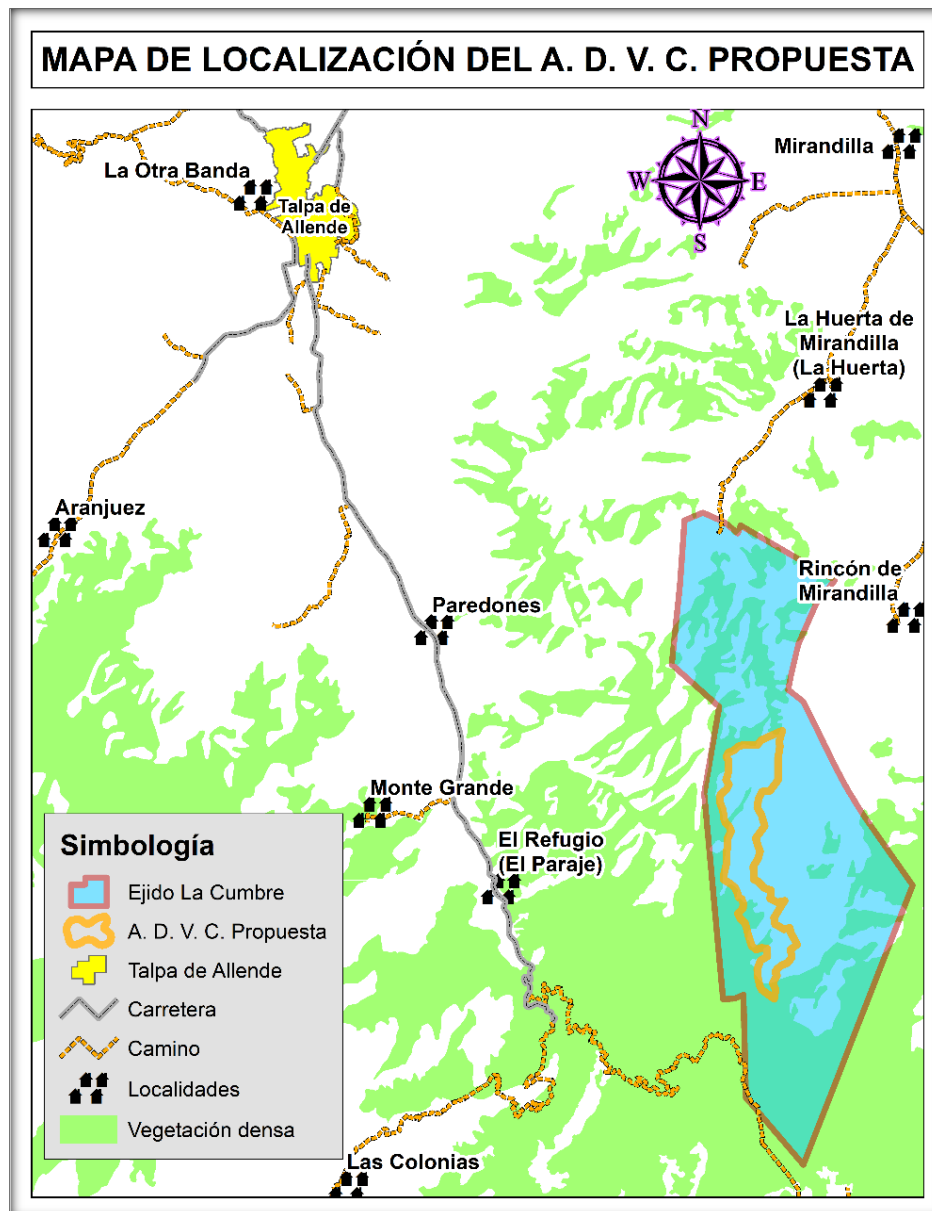 MAPA DE LOCALIZACIÓN DEL A. D. V. C. PROPUESTA
N
W
E
S
Mirandilla
La Otra Banda
Talpa de
Allende
La Huerta de
Mirandilla
(La Huerta)
Aranjuez
Rincón de
Mirandilla
Paredones
Monte Grande
El Refugio
(El Paraje)
Simbología
Ejido La Cumbre
A. D. V. C. Propuesta
Talpa de Allende
Carretera
Camino
Localidades
Vegetación densa
Las Colonias